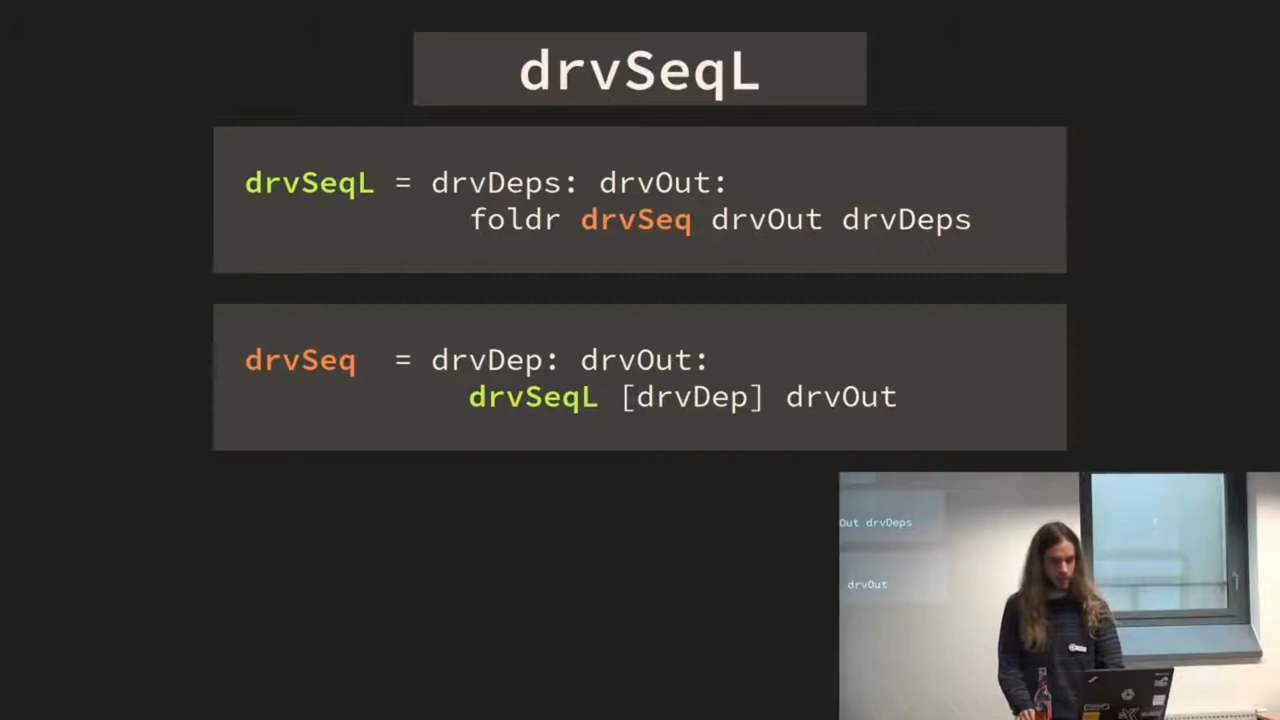 drvSeqL
drvSeqL = drvDeps: drvOut:
foldr drvSeq drvOut drvDeps
drvSeq = drvDep: drvOut:
drvSeqL [drvDep] drvOut
Out drvDeps
drvOut